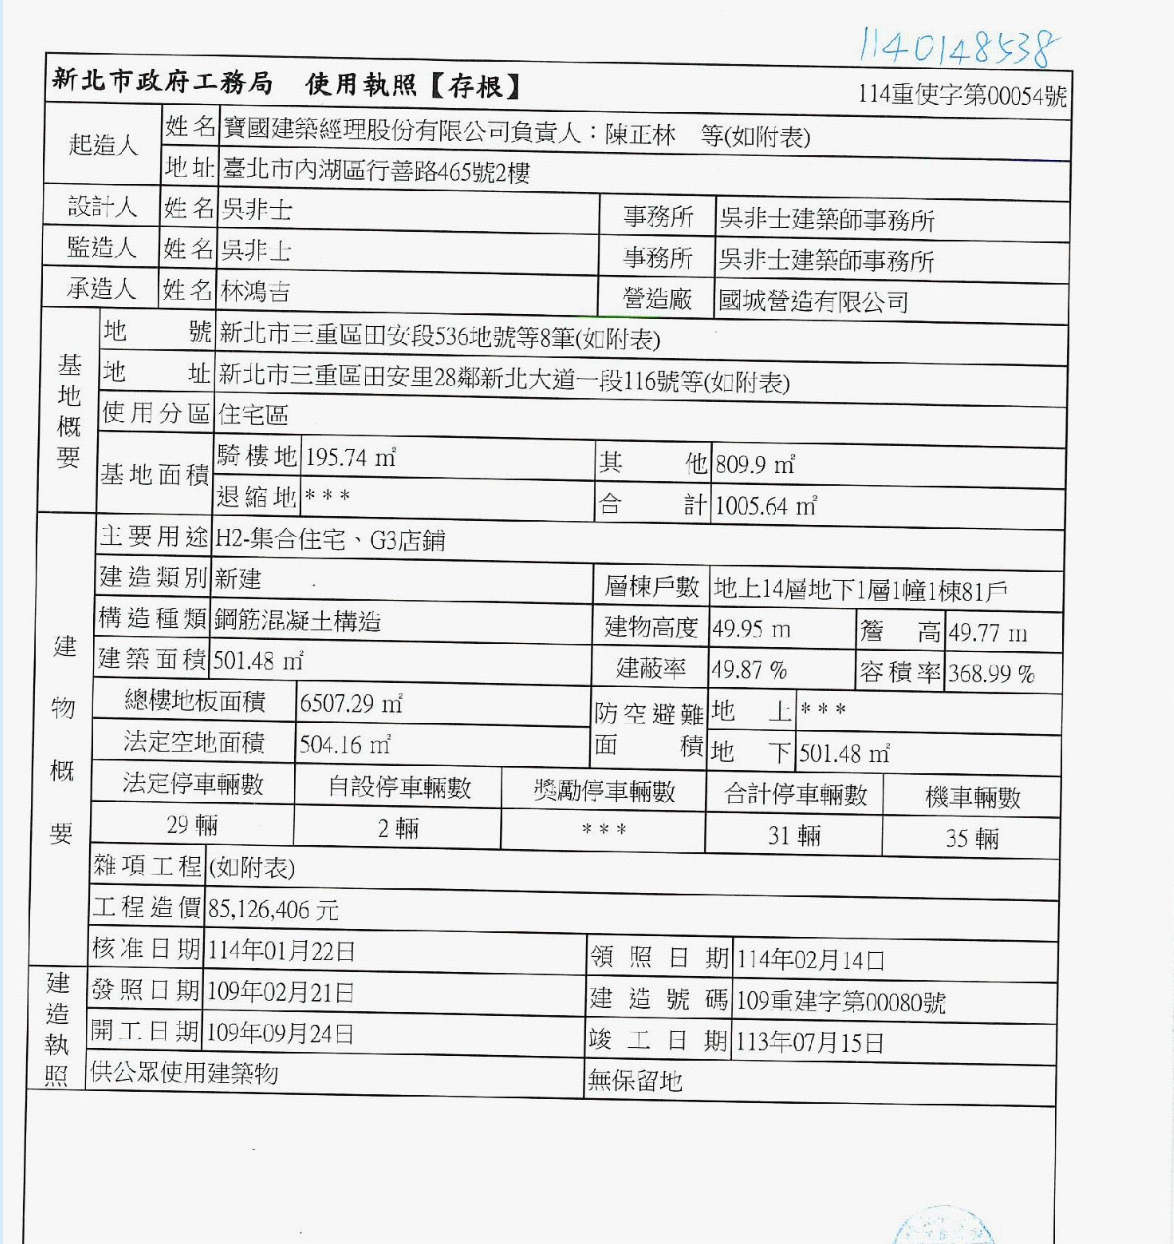 1140148538
新北市政府工務局 使用執照【存根】
114重使字第00054號
起造人 姓名 寶國建築經理股份有限公司負責人：陳正林 等(如附表)
地址 臺北市內湖區行善路465號2樓
設計人 姓名 吳非士 事務所 吳非士建築師事務所
監造人 姓名 吳非士 事務所 吳非士建築師事務所
承造人 姓名 林鴻吉 營造廠 國城營造有限公司
基地概要 地號 新北市三重區田安段536地號等8筆(如附表)
地址 新北市三重區田安里28鄰新北大道一段116號等(如附表)
使用分區 住宅區
基地面積 騎樓地 195.74 ㎡ 其他 809.9 ㎡
退縮地 *** 合計 1005.64 ㎡
建物概要 主要用途 H2-集合住宅、G3店鋪
建造類別 新建 層棟戶數 地上14層地下1層1幢1棟81戶
構造種類 鋼筋混凝土構造 建物高度 49.95 m 簷高 49.77 m
建築面積 501.48 ㎡ 建蔽率 49.87 % 容積率 368.99 %
總樓地板面積 6507.29 ㎡ 防空避難面積 地上 ***
法定空地面積 504.16 ㎡ 地下 501.48 ㎡
法定停車輛數 自設停車輛數 獎勵停車輛數 合計停車輛數 機車輛數
29 輛 2 輛 *** 31 輛 35 輛
雜項工程 (如附表)
工程造價 85,126,406 元
核准日期 114年01月22日 領照日期 114年02月14日
建造執照 發照日期 109年02月21日 建造號碼 109重建字第00080號
開工日期 109年09月24日 竣工日期 113年07月15日
供公眾使用建築物 無保留地